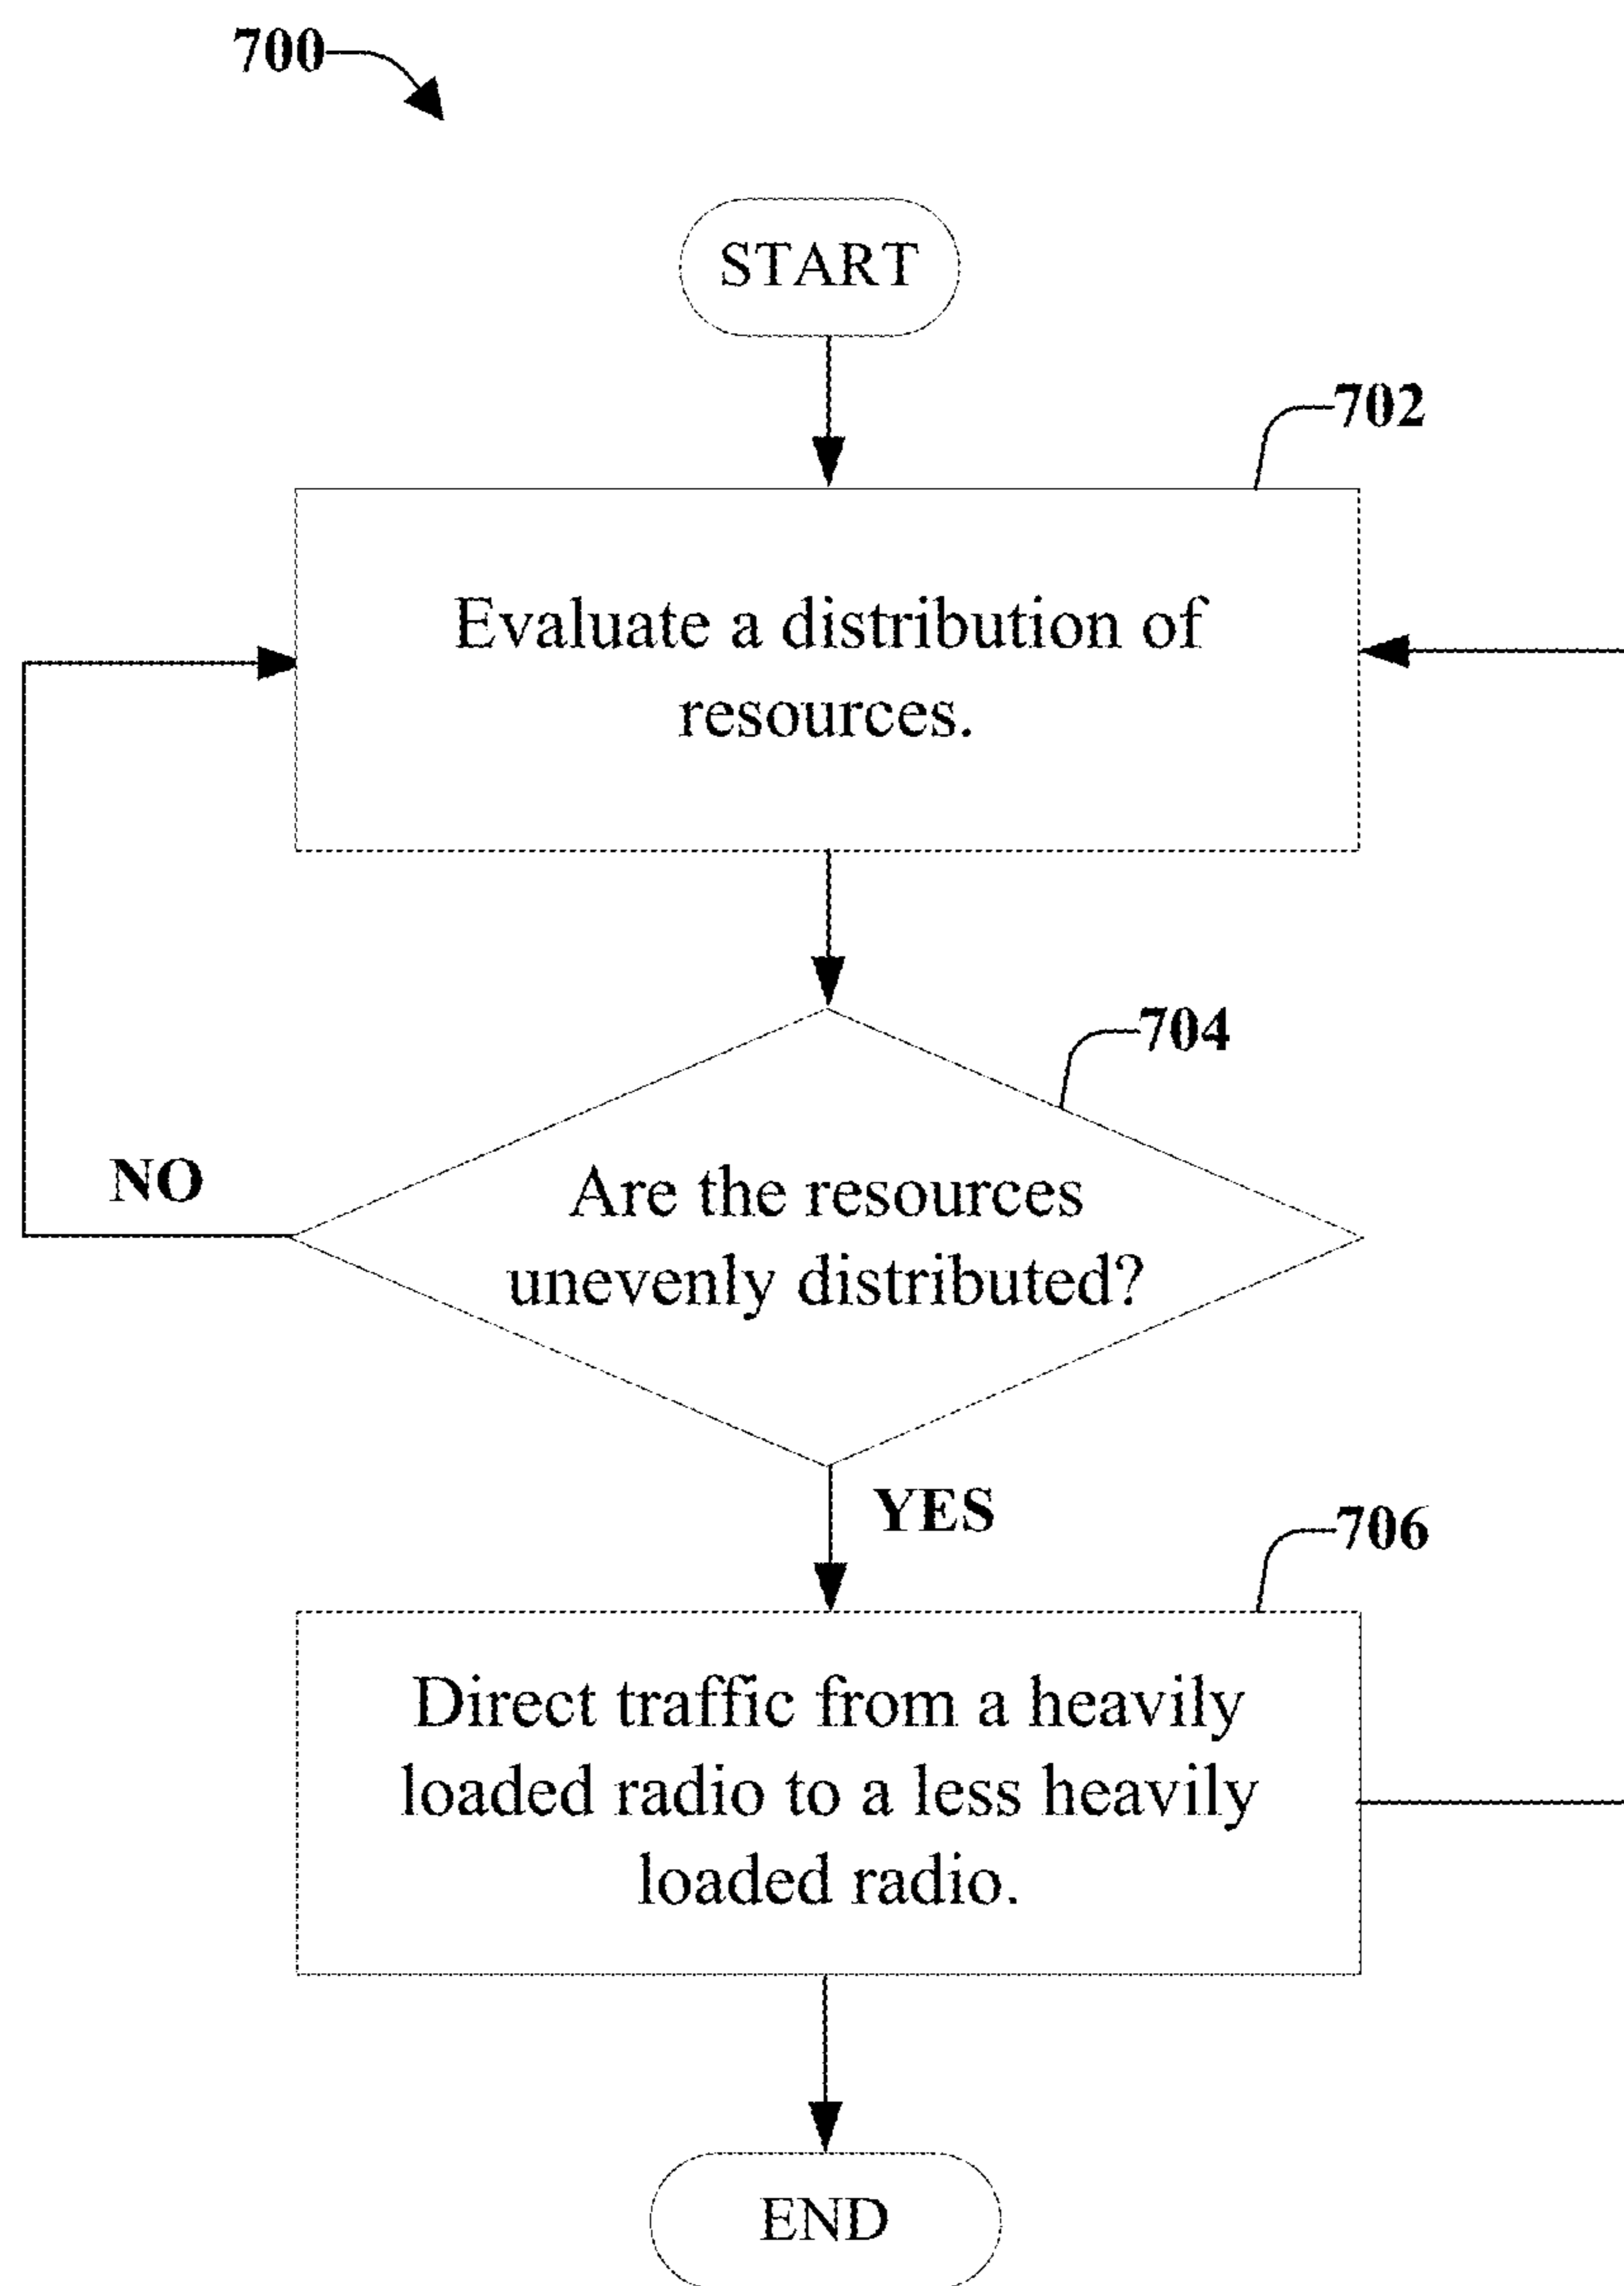 700
START
702
Evaluate a distribution of
resources.
704
NO
Are the resources
unevenly distributed?
YES
706
Direct traffic from a heavily
loaded radio to a less heavily
loaded radio.
END